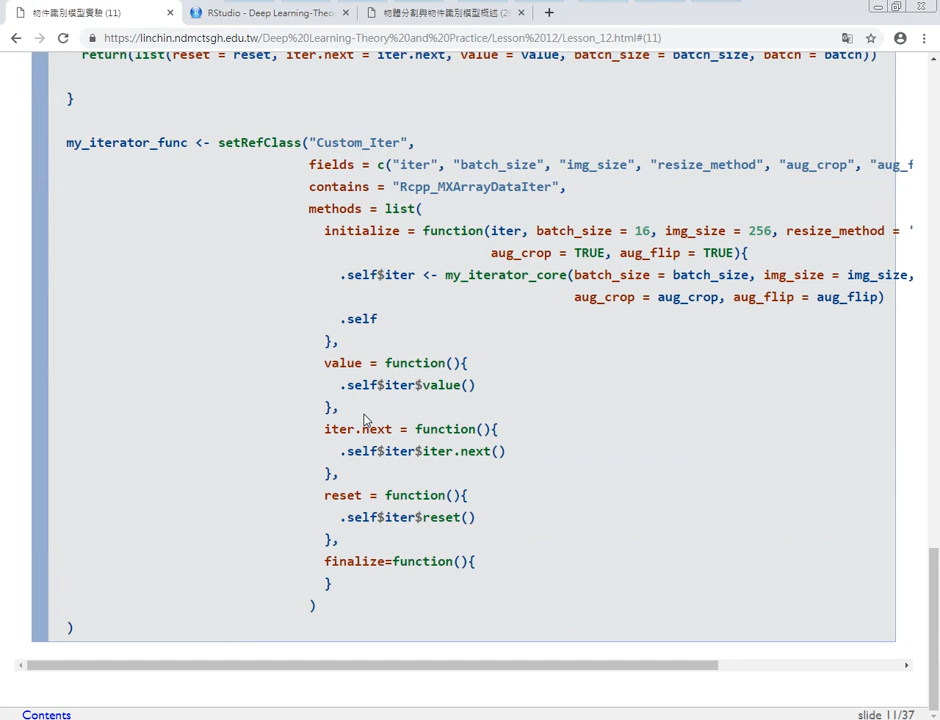 物件識別模型實驗 (11)
RStudio - Deep Learning-Theo
物體分割與物件識別模型概述 (2
https://linchin.ndmctsgh.edu.tw/Deep%20Learning-Theory%20and%20Practice/Lesson%2012/Lesson_12.html#(11)
return(list(reset = reset, iter.next = iter.next, value = value, batch_size = batch_size, batch = batch))
}
my_iterator_func <- setRefClass("Custom_Iter",
fields = c("iter", "batch_size", "img_size", "resize_method", "aug_crop", "aug_f
contains = "Rcpp_MXArrayDataIter",
methods = list(
initialize = function(iter, batch_size = 16, img_size = 256, resize_method = '
aug_crop = TRUE, aug_flip = TRUE){
.self$iter <- my_iterator_core(batch_size = batch_size, img_size = img_size,
aug_crop = aug_crop, aug_flip = aug_flip)
.self
},
value = function(){
.self$iter$value()
},
iter.next = function(){
.self$iter$iter.next()
},
reset = function(){
.self$iter$reset()
},
finalize=function(){
}
)
)
Contents
slide 11/37